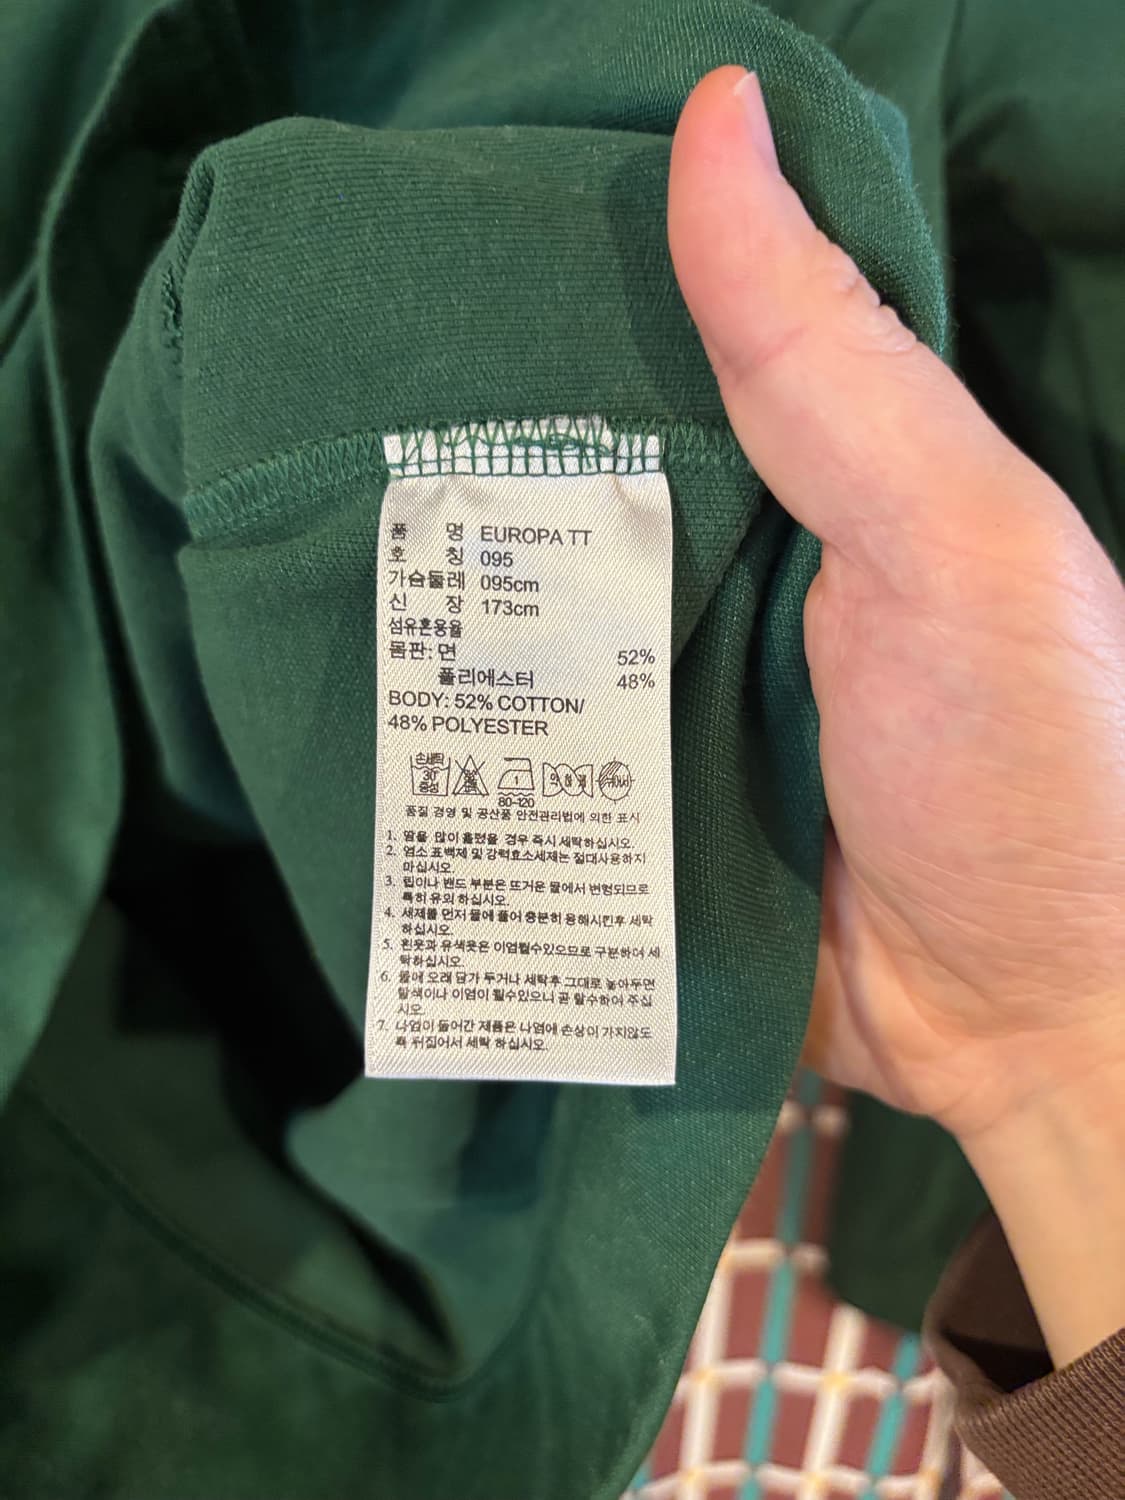 품 명 EUROPA TT
호 칭 095
가슴둘레 095cm
신 장 173cm
섬유혼용율
몸판: 면 52%
폴리에스터 48%
BODY: 52% COTTON/
48% POLYESTER
손세탁
30
중성
80-120
품질 경영 및 공산품 안전관리법에 의한 표시
1. 땀을 많이 흘렸을 경우 즉시 세탁하십시오.
2. 염소 표백제 및 강력효소세제는 절대사용하지
마십시오.
3. 립이나 밴드 부분은 뜨거운 물에서 변형되므로
특히 유의 하십시오.
4. 세제를 먼저 물에 풀어 충분히 용해시킨후 세탁
하십시오.
5. 흰옷과 유색옷은 이염될수있으므로 구분하여 세
탁하십시오.
6. 물에 오래 담가 두거나 세탁후 그대로 놓아두면
탈색이나 이염이 될수있으니 곧 탈수하여 주십
시오.
7. 나염이 들어간 제품은 나염에 손상이 가지않도
록 뒤집어서 세탁 하십시오.